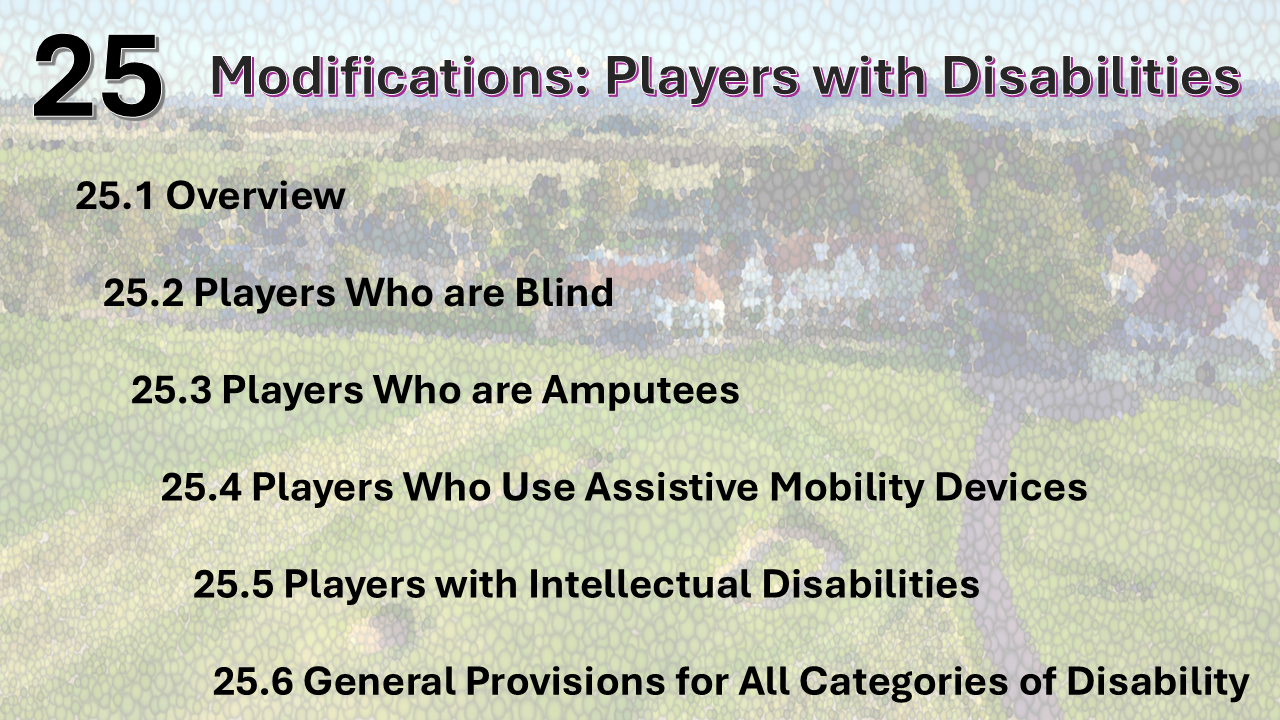 25 Modifications: Players with Disabilities
25.1 Overview
25.2 Players Who are Blind
25.3 Players Who are Amputees
25.4 Players Who Use Assistive Mobility Devices
25.5 Players with Intellectual Disabilities
25.6 General Provisions for All Categories of Disability